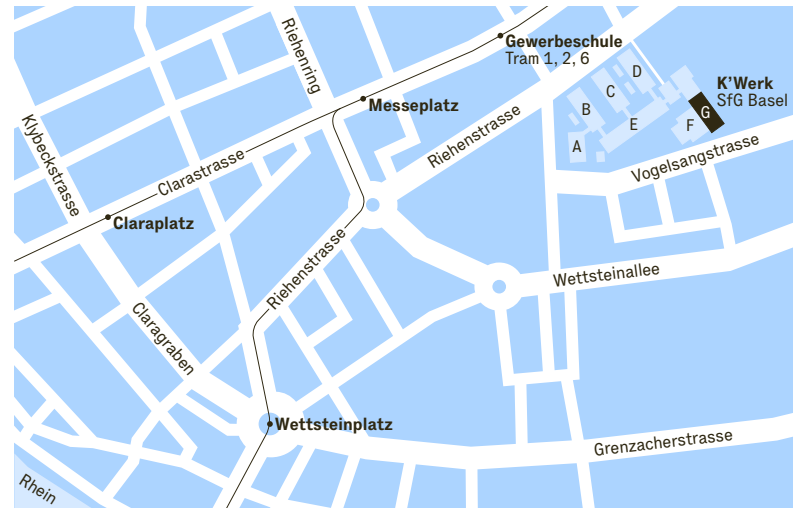 Riehenring
Gewerbeschule
Tram 1, 2, 6
Messeplatz
K’Werk
SfG Basel
A
B
C
D
E
F
G
Klybeckstrasse
Clarastrasse
Riehenstrasse
Vogelsangstrasse
Claraplatz
Riehenstrasse
Wettsteinallee
Claragraben
Wettsteinplatz
Grenzacherstrasse
Rhein